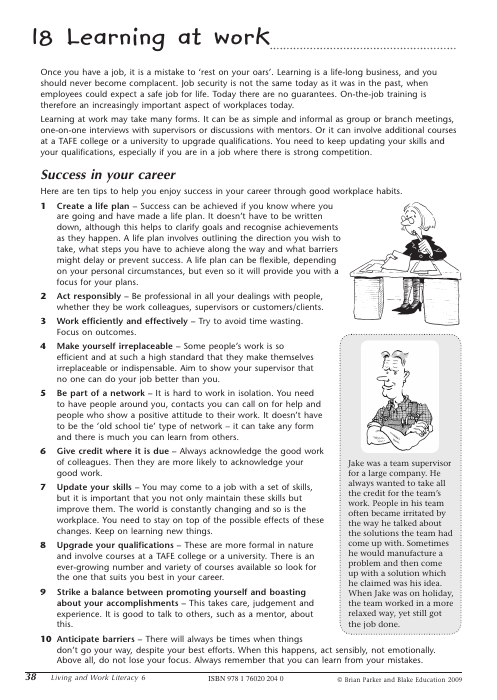 18 Learning at work
Once you have a job, it is a mistake to 'rest on your oars'. Learning is a life-long business, and you
should never become complacent. Job security is not the same today as it was in the past, when
employees could expect a safe job for life. Today there are no guarantees. On-the-job training is
therefore an increasingly important aspect of workplaces today.
Learning at work may take many forms. It can be as simple and informal as group or branch meetings,
one-on-one interviews with supervisors or discussions with mentors. Or it can involve additional courses
at a TAFE college or a university to upgrade qualifications. You need to keep updating your skills and
your qualifications, especially if you are in a job where there is strong competition.
Success in your career
Here are ten tips to help you enjoy success in your career through good workplace habits.
1 Create a life plan – Success can be achieved if you know where you
are going and have made a life plan. It doesn't have to be written
down, although this helps to clarify goals and recognise achievements
as they happen. A life plan involves outlining the direction you wish to
take, what steps you have to achieve along the way and what barriers
might delay or prevent success. A life plan can be flexible, depending
on your personal circumstances, but even so it will provide you with a
focus for your plans.
2 Act responsibly – Be professional in all your dealings with people,
whether they be work colleagues, supervisors or customers/clients.
3 Work efficiently and effectively – Try to avoid time wasting.
Focus on outcomes.
4 Make yourself irreplaceable – Some people's work is so
efficient and at such a high standard that they make themselves
irreplaceable or indispensable. Aim to show your supervisor that
no one can do your job better than you.
5 Be part of a network – It is hard to work in isolation. You need
to have people around you, contacts you can call on for help and
people who show a positive attitude to their work. It doesn't have
to be the 'old school tie' type of network – it can take any form
and there is much you can learn from others.
6 Give credit where it is due – Always acknowledge the good work
of colleagues. Then they are more likely to acknowledge your
good work.
7 Update your skills – You may come to a job with a set of skills,
but it is important that you not only maintain these skills but
improve them. The world is constantly changing and so is the
workplace. You need to stay on top of the possible effects of these
changes. Keep on learning new things.
8 Upgrade your qualifications – These are more formal in nature
and involve courses at a TAFE college or a university. There is an
ever-growing number and variety of courses available so look for
the one that suits you best in your career.
9 Strike a balance between promoting yourself and boasting
about your accomplishments – This takes care, judgement and
experience. It is good to talk to others, such as a mentor, about
this.
10 Anticipate barriers – There will always be times when things
don't go your way, despite your best efforts. When this happens, act sensibly, not emotionally.
Above all, do not lose your focus. Always remember that you can learn from your mistakes.
Jake was a team supervisor
for a large company. He
always wanted to take all
the credit for the team's
work. People in his team
often became irritated by
the way he talked about
the solutions the team had
come up with. Sometimes
he would manufacture a
problem and then come
up with a solution which
he claimed was his idea.
When Jake was on holiday,
the team worked in a more
relaxed way, yet still got
the job done.
38 Living and Work Literacy 6 ISBN 978 1 76020 204 0 © Brian Parker and Blake Education 2009